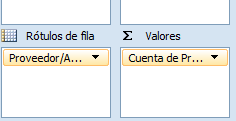 Rótulos de fila
Σ Valores
Proveedor/A...
Cuenta de Pr...